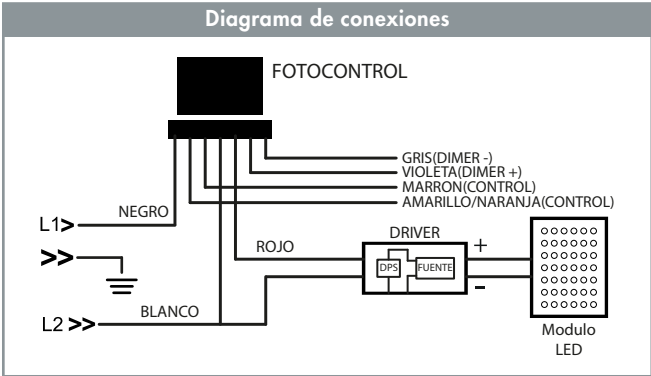 Diagrama de conexiones
FOTOCONTROL
GRIS(DIMER -)
VIOLETA(DIMER +)
MARRON(CONTROL)
AMARILLO/NARANJA(CONTROL)
L1>
NEGRO
>>
ROJO
DRIVER
DPS
FUENTE
+
-
L2 >>
BLANCO
Modulo
LED